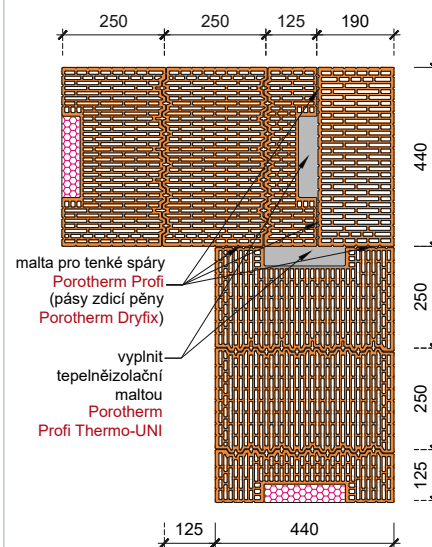 250 250 125 190
440
malta pro tenké spáry
Porotherm Profi
(pásy zdicí pěny
Porotherm Dryfix)
250
vyplnit
tepelněizolační
maltou
Porotherm
Profi Thermo-UNI
250
125
125 440